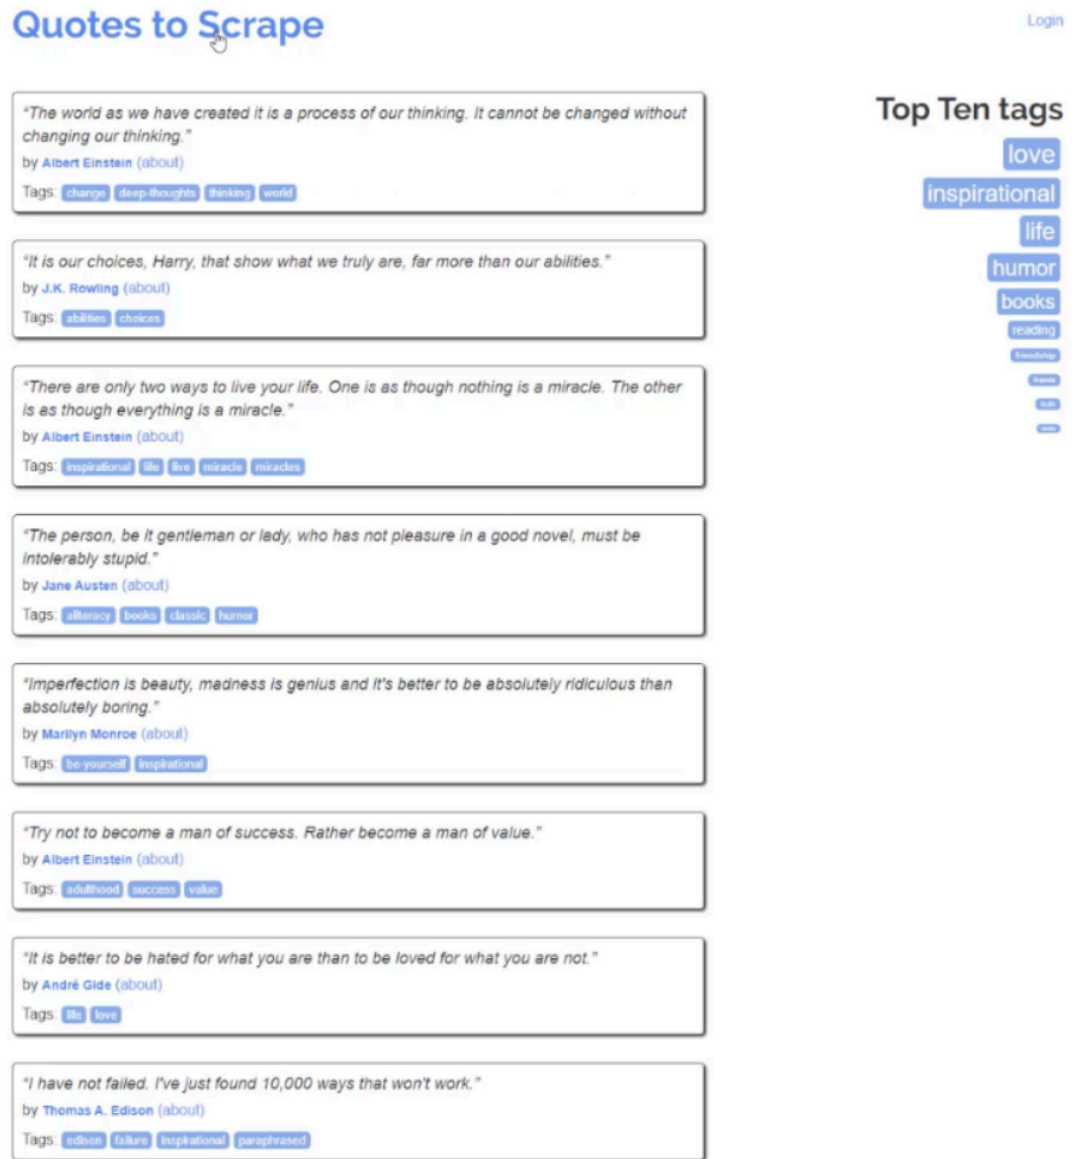 Quotes to Scrape
Login
“The world as we have created it is a process of our thinking. It cannot be changed without
changing our thinking.”
by Albert Einstein (about)
Tags: change deep-thoughts thinking world
“It is our choices, Harry, that show what we truly are, far more than our abilities.”
by J.K. Rowling (about)
Tags: abilities choices
“There are only two ways to live your life. One is as though nothing is a miracle. The other
is as though everything is a miracle.”
by Albert Einstein (about)
Tags: inspirational life live miracle miracles
“The person, be it gentleman or lady, who has not pleasure in a good novel, must be
intolerably stupid.”
by Jane Austen (about)
Tags: aliteracy books classic humor
“Imperfection is beauty, madness is genius and it's better to be absolutely ridiculous than
absolutely boring.”
by Marilyn Monroe (about)
Tags: be-yourself inspirational
“Try not to become a man of success. Rather become a man of value.”
by Albert Einstein (about)
Tags: adulthood success value
“It is better to be hated for what you are than to be loved for what you are not.”
by André Gide (about)
Tags: life love
“I have not failed. I've just found 10,000 ways that won't work.”
by Thomas A. Edison (about)
Tags: edison failure inspirational paraphrased
Top Ten tags
love
inspirational
life
humor
books
reading
friendship
friends
truth